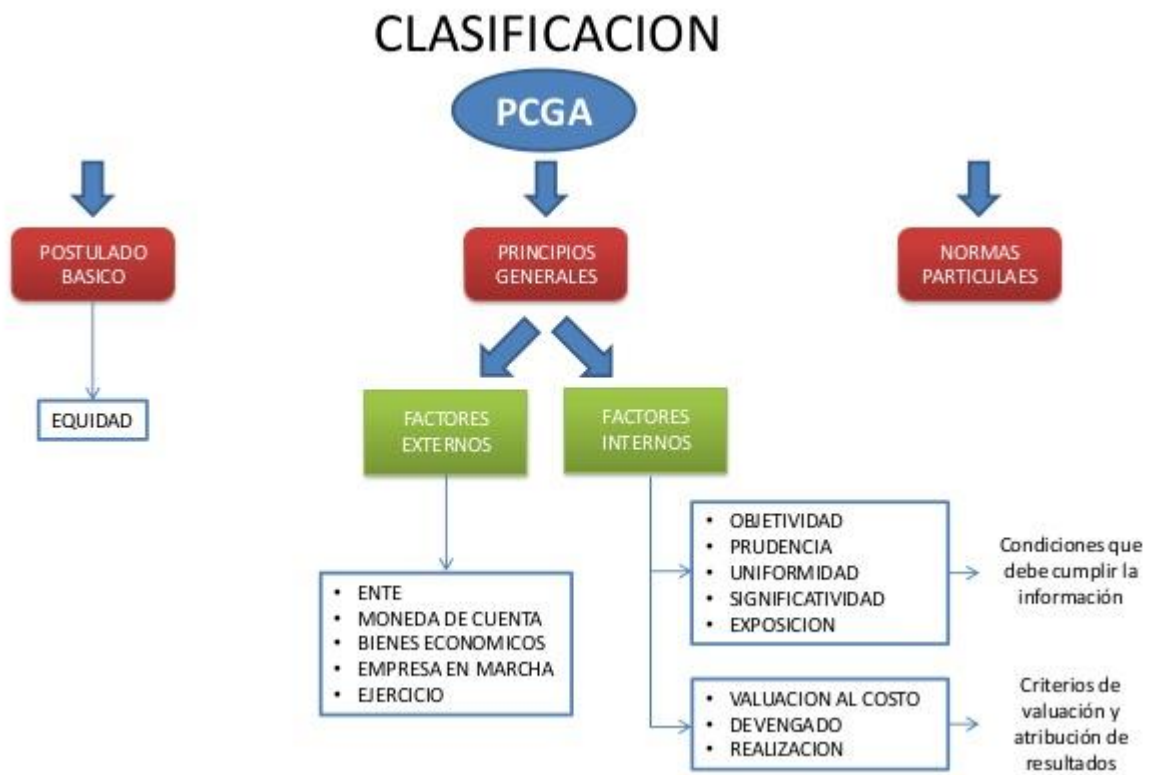 CLASIFICACION
PCGA
POSTULADO
BASICO
PRINCIPIOS
GENERALES
NORMAS
PARTICULAES
EQUIDAD
FACTORES
EXTERNOS
FACTORES
INTERNOS
• ENTE
• MONEDA DE CUENTA
• BIENES ECONOMICOS
• EMPRESA EN MARCHA
• EJERCICIO
• OBJETIVIDAD
• PRUDENCIA
• UNIFORMIDAD
• SIGNIFICATIVIDAD
• EXPOSICION
Condiciones que
debe cumplir la
información
• VALUACION AL COSTO
• DEVENGADO
• REALIZACION
Criterios de
valuación y
atribución de
resultados